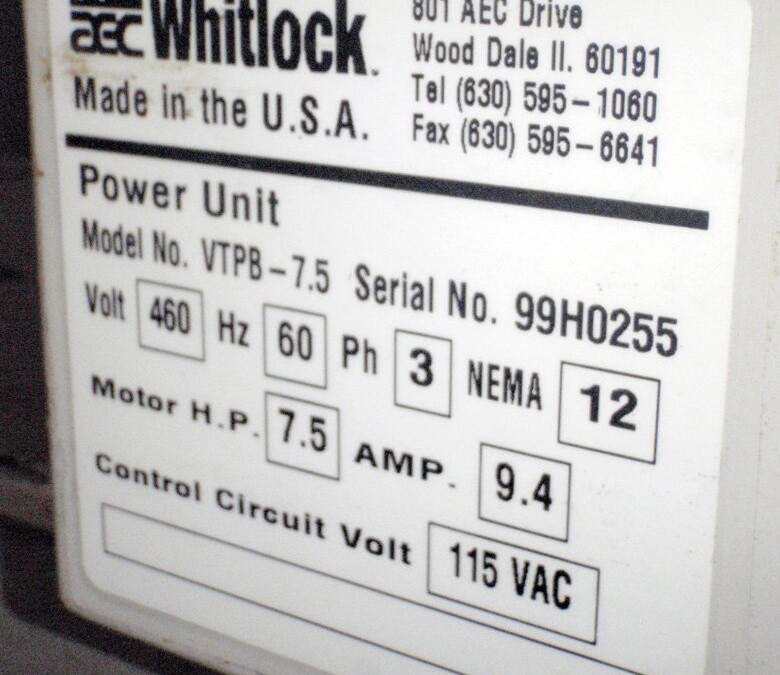 AEC Whitlock.
801 AEC Drive
Wood Dale Il. 60191
Tel (630) 595-1060
Fax (630) 595-6641
Made in the U.S.A.
Power Unit
Model No. VTPB-7.5 Serial No. 99H0255
Volt 460 Hz 60 Ph 3 NEMA 12
Motor H.P. 7.5 AMP. 9.4
Control Circuit Volt 115 VAC